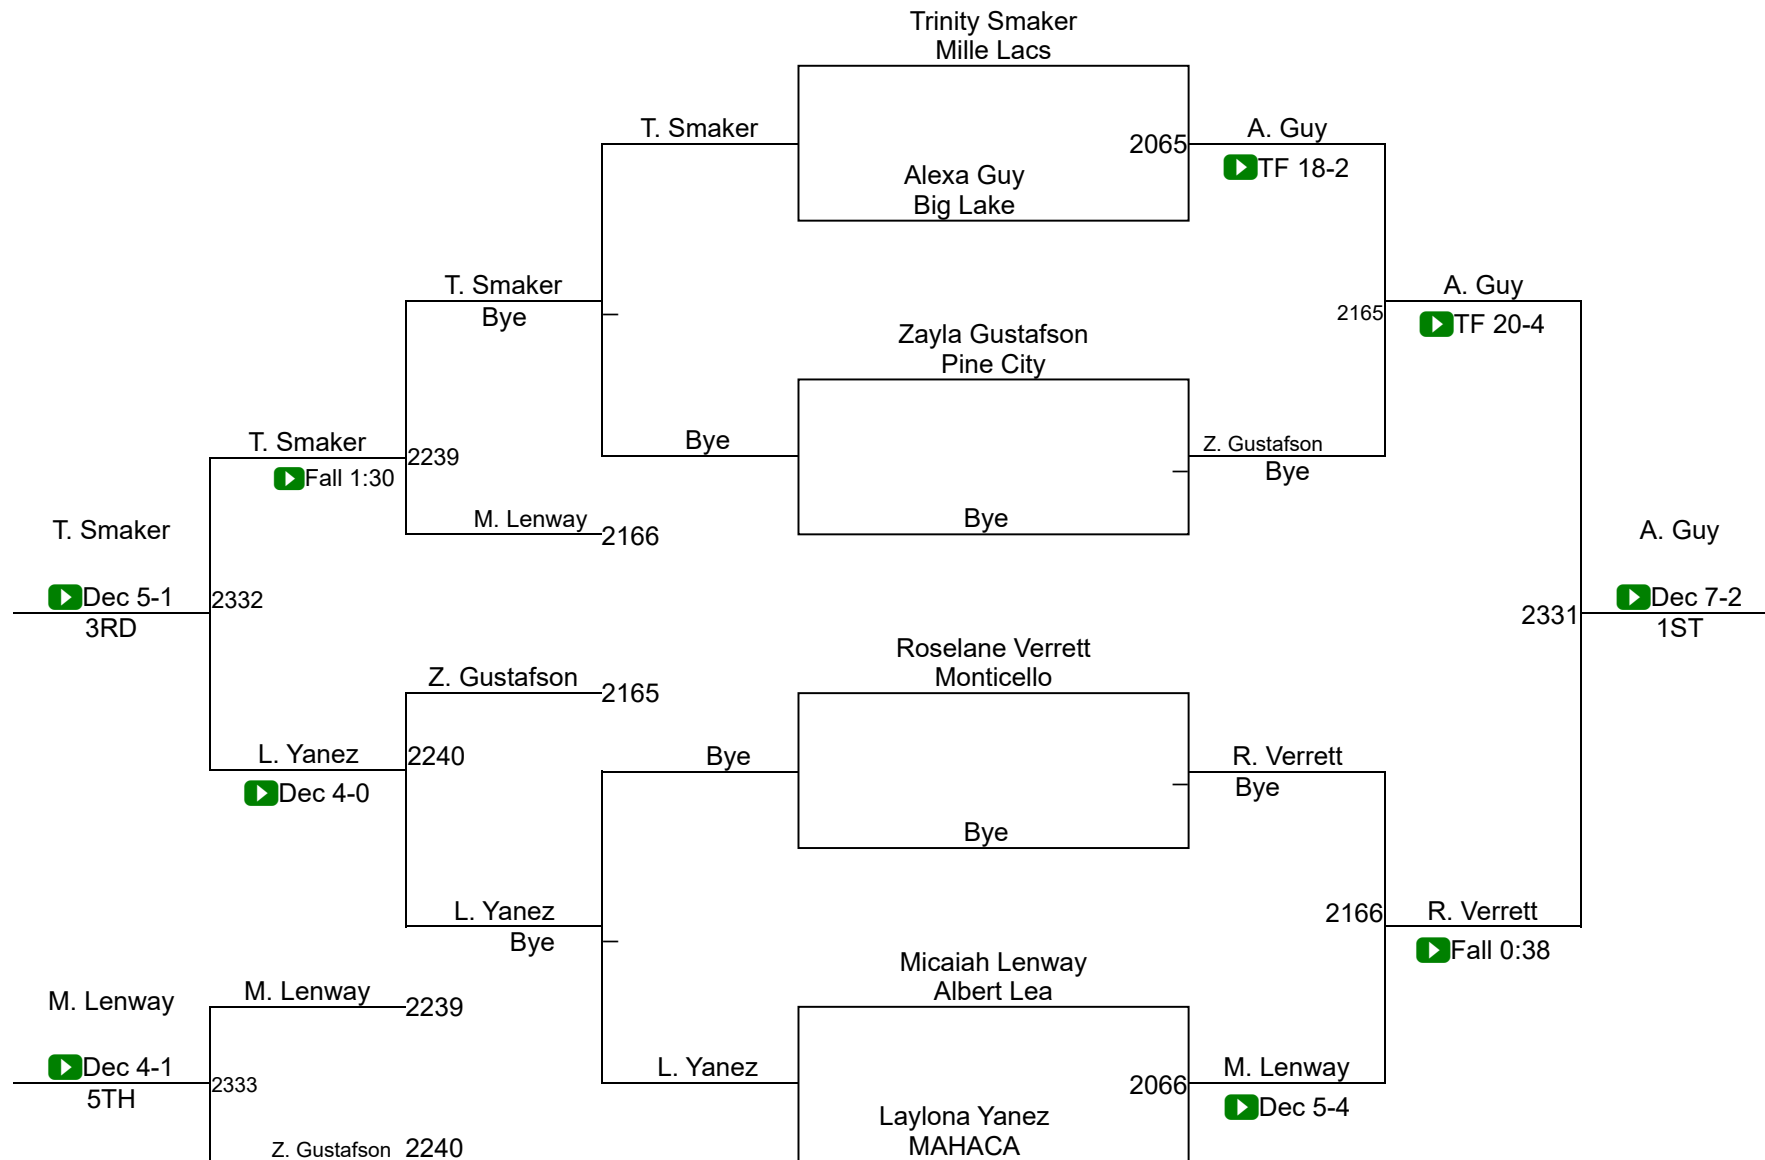 Trinity Smaker
Mille Lacs
T. Smaker
2065
A. Guy
TF 18-2
Alexa Guy
Big Lake
T. Smaker
Bye
2165
A. Guy
TF 20-4
Zayla Gustafson
Pine City
T. Smaker
Fall 1:30
2239
Bye
Z. Gustafson
Bye
M. Lenway
2166
Bye
T. Smaker
Dec 5-1
3RD
2332
A. Guy
2331
Dec 7-2
1ST
Z. Gustafson
2165
Roselane Verrett
Monticello
L. Yanez
Dec 4-0
2240
Bye
R. Verrett
Bye
Bye
L. Yanez
Bye
2166
R. Verrett
Fall 0:38
Micaiah Lenway
Albert Lea
M. Lenway
M. Lenway
2239
Dec 4-1
5TH
2333
L. Yanez
2066
M. Lenway
Dec 5-4
Laylona Yanez
MAHACA
Z. Gustafson
2240